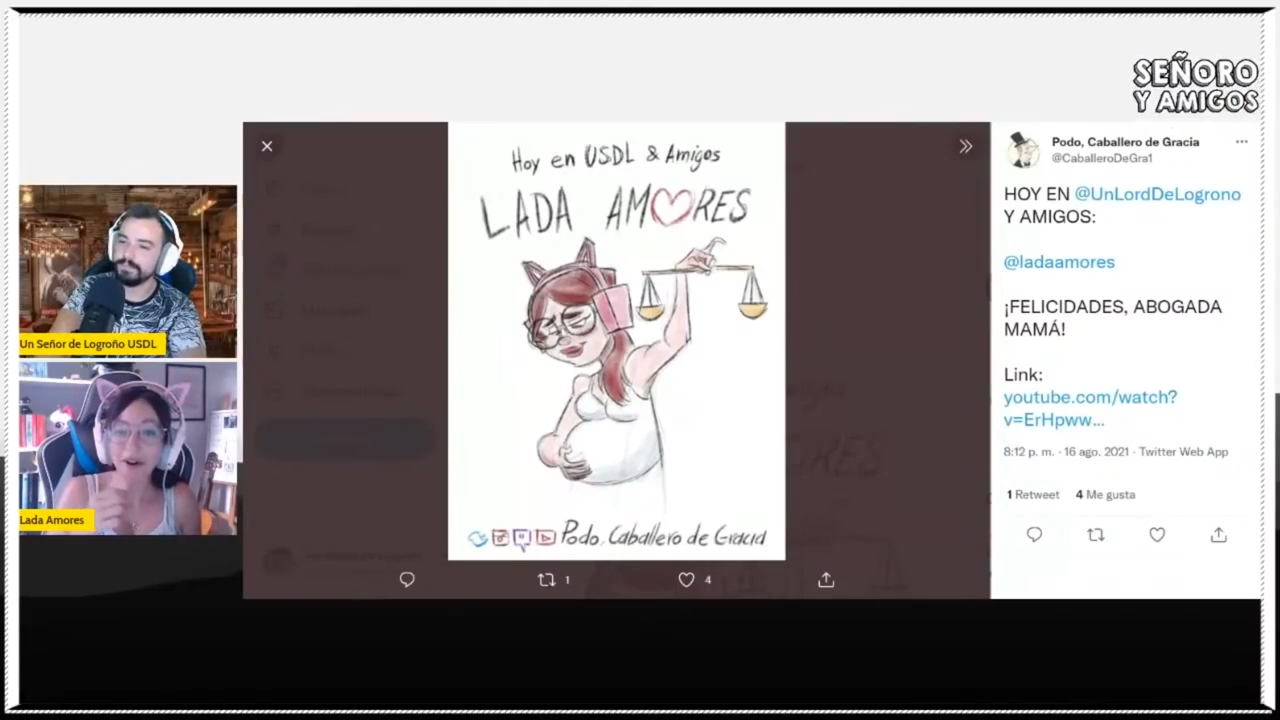 SEÑORO
Y AMIGOS
Un Señor de Logroño USDL
Lada Amores
Hoy en USDL & Amigos
LADA AMORES
Podo, Caballero de Gracia
1
4
Podo, Caballero de Gracia
@CaballeroDeGra1
HOY EN @UnLordDeLogrono
Y AMIGOS:
@ladaamores
¡FELICIDADES, ABOGADA
MAMÁ!
Link:
youtube.com/watch?
v=ErHpww...
8:12 p. m. · 16 ago. 2021 · Twitter Web App
1 Retweet 4 Me gusta